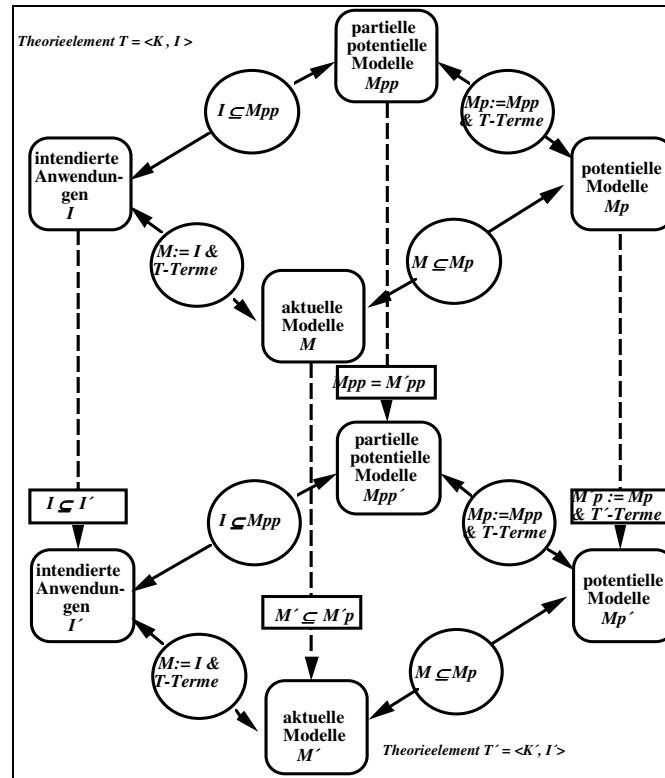 Theorieelement T = <K , I >
partielle
potentielle
Modelle
Mpp
I ⊆ Mpp
Mp:=Mpp
& T-Terme
intendierte
Anwendun-
gen
I
potentielle
Modelle
Mp
M:= I &
T-Terme
M ⊆ Mp
aktuelle
Modelle
M
Mpp = M´pp
partielle
potentielle
Modelle
Mpp´
I ⊆ I´
M´p := Mp
& T´-Terme
I ⊆ Mpp
Mp:=Mpp
& T-Terme
intendierte
Anwendun-
gen
I´
potentielle
Modelle
Mp´
M´ ⊆ M´p
M:= I &
T-Terme
M ⊆ Mp
aktuelle
Modelle
M´
Theorieelement T´ = <K´, I´>